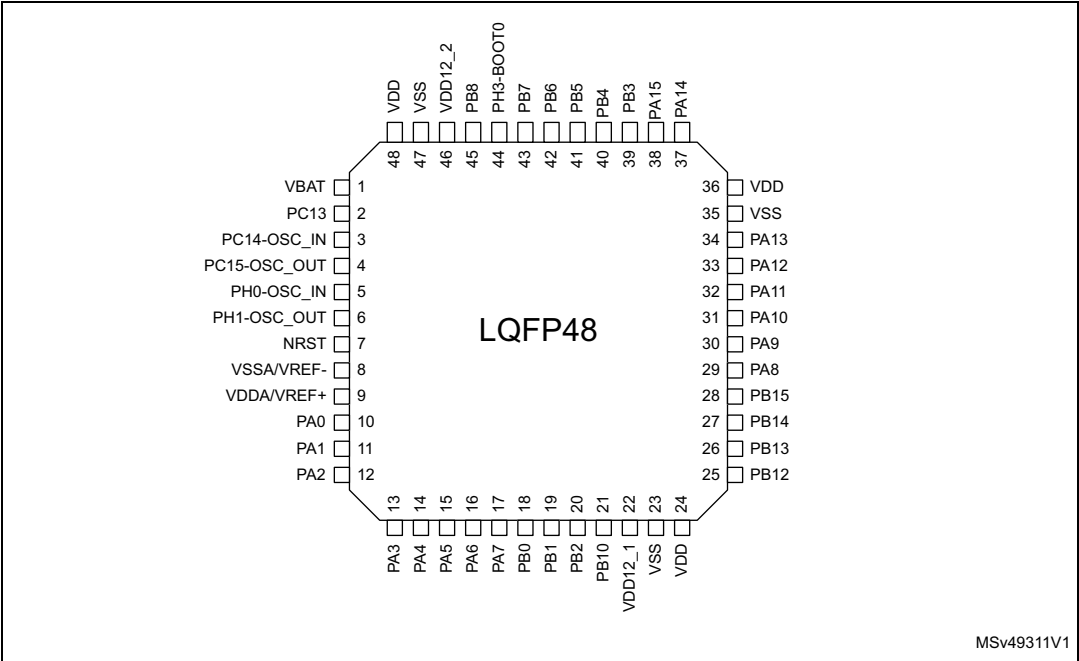 VDD
VSS
VDD12_2
PB8
PH3-BOOT0
PB7
PB6
PB5
PB4
PB3
PA15
PA14
48
47
46
45
44
43
42
41
40
39
38
37
VBAT 1
PC13 2
PC14-OSC_IN 3
PC15-OSC_OUT 4
PH0-OSC_IN 5
PH1-OSC_OUT 6
NRST 7
VSSA/VREF- 8
VDDA/VREF+ 9
PA0 10
PA1 11
PA2 12
LQFP48
36 VDD
35 VSS
34 PA13
33 PA12
32 PA11
31 PA10
30 PA9
29 PA8
28 PB15
27 PB14
26 PB13
25 PB12
13
14
15
16
17
18
19
20
21
22
23
24
PA3
PA4
PA5
PA6
PA7
PB0
PB1
PB2
PB10
VDD12_1
VSS
VDD
MSv49311V1